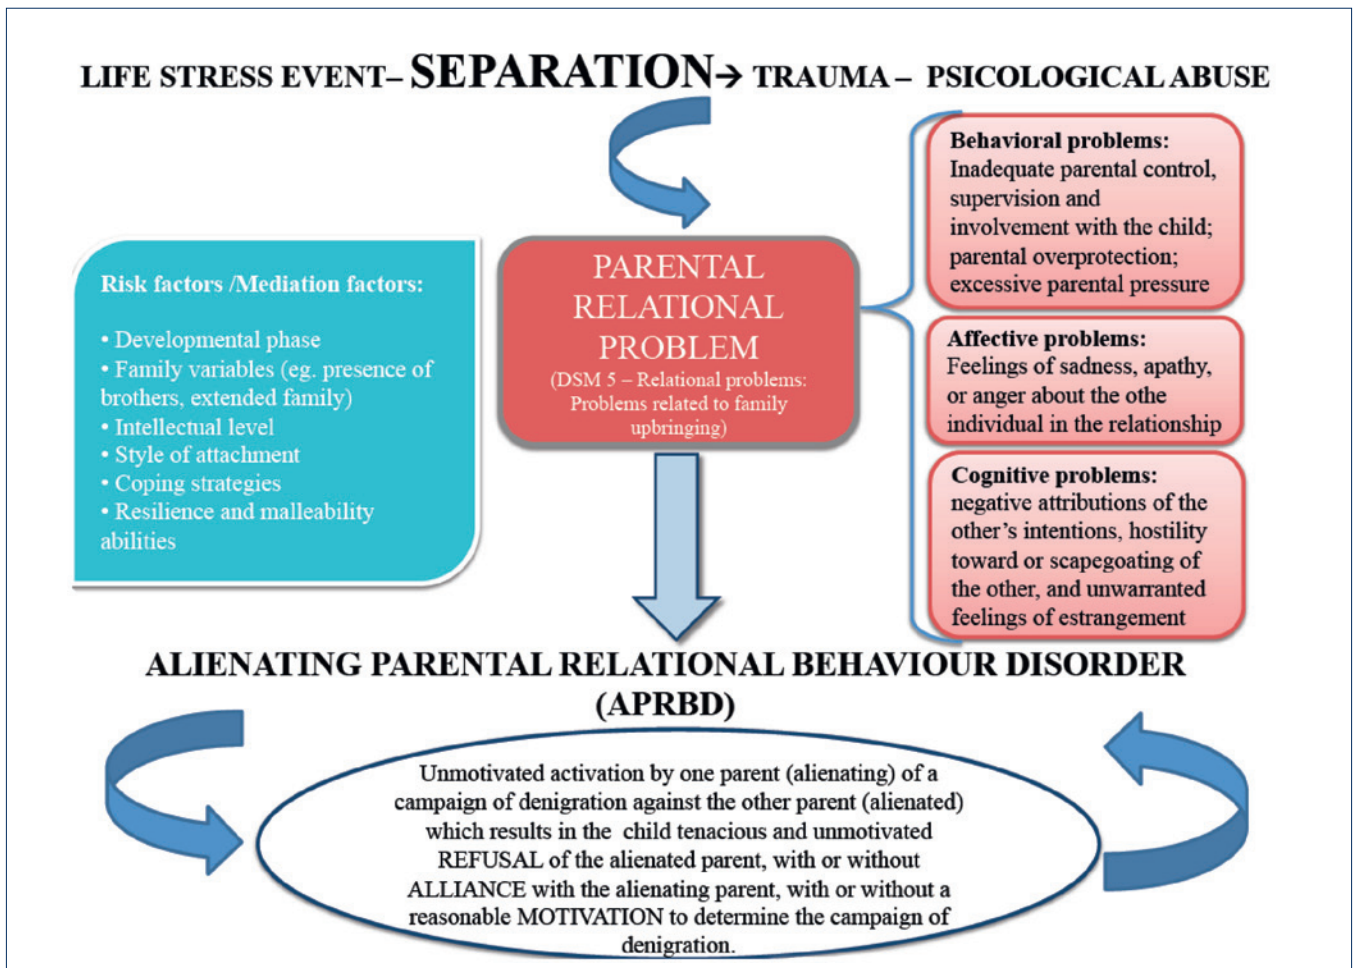 LIFE STRESS EVENT– SEPARATION→ TRAUMA – PSICOLOGICAL ABUSE
Risk factors /Mediation factors:
• Developmental phase
• Family variables (eg. presence of
brothers, extended family)
• Intellectual level
• Style of attachment
• Coping strategies
• Resilience and malleability
abilities
PARENTAL
RELATIONAL
PROBLEM
(DSM 5 – Relational problems:
Problems related to family
upbringing)
Behavioral problems:
Inadequate parental control,
supervision and
involvement with the child;
parental overprotection;
excessive parental pressure
Affective problems:
Feelings of sadness, apathy,
or anger about the othe
individual in the relationship
Cognitive problems:
negative attributions of the
other’s intentions, hostility
toward or scapegoating of
the other, and unwarranted
feelings of estrangement
ALIENATING PARENTAL RELATIONAL BEHAVIOUR DISORDER
(APRBD)
Unmotivated activation by one parent (alienating) of a
campaign of denigration against the other parent (alienated)
which results in the child tenacious and unmotivated
REFUSAL of the alienated parent, with or without
ALLIANCE with the alienating parent, with or without a
reasonable MOTIVATION to determine the campaign of
denigration.